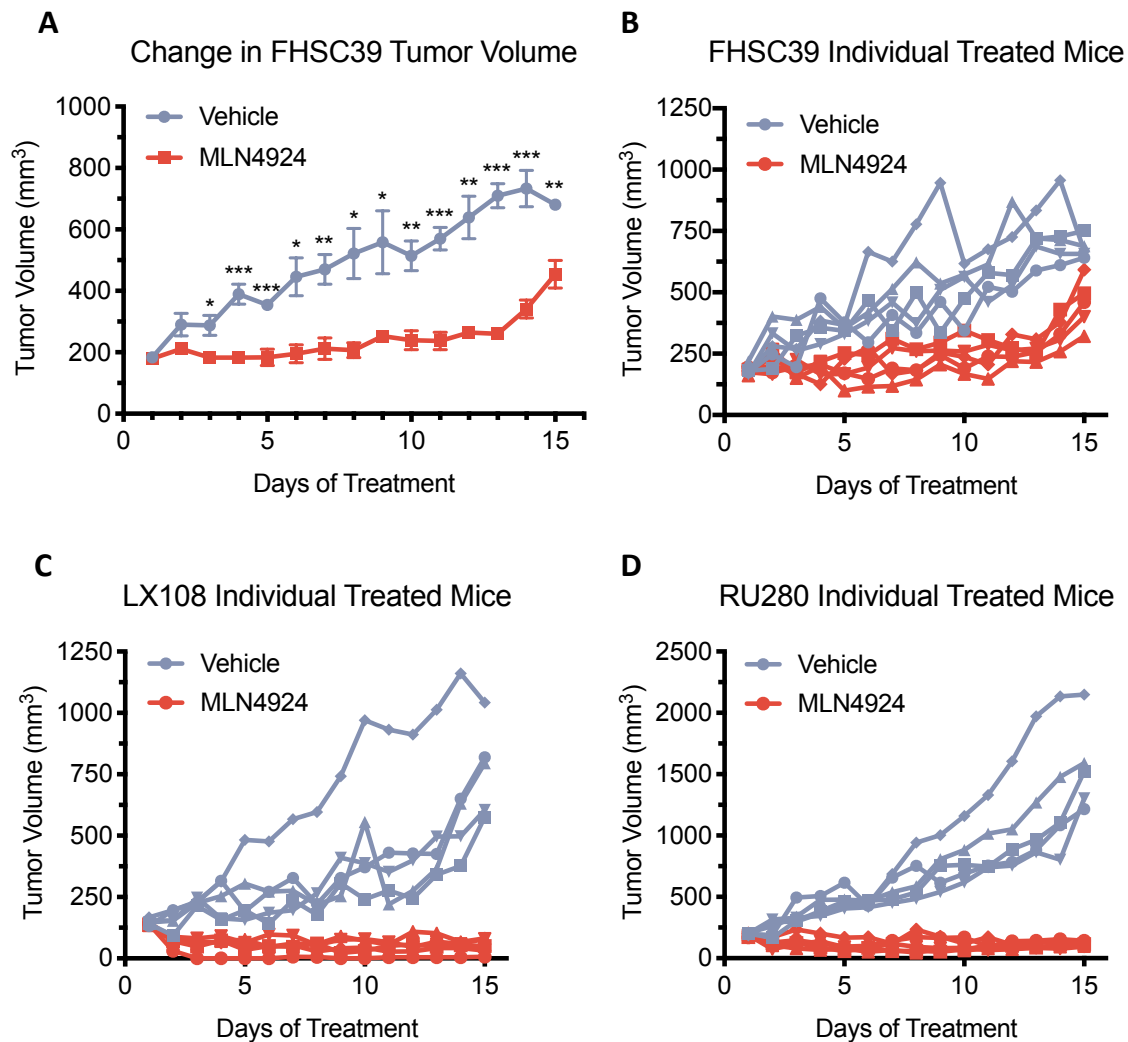 A
Change in FHSC39 Tumor Volume
Tumor Volume (mm³)
1000
800
600
400
200
0
Vehicle
MLN4924
*
***
***
*
**
*
*
**
***
**
***
***
**
0
5
10
15
Days of Treatment
B
FHSC39 Individual Treated Mice
Tumor Volume (mm³)
1250
1000
750
500
250
0
Vehicle
MLN4924
0
5
10
15
Days of Treatment
C
LX108 Individual Treated Mice
Tumor Volume (mm³)
1250
1000
750
500
250
0
Vehicle
MLN4924
0
5
10
15
Days of Treatment
D
RU280 Individual Treated Mice
Tumor Volume (mm³)
2500
2000
1500
1000
500
0
Vehicle
MLN4924
0
5
10
15
Days of Treatment